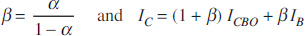 β = α / (1 − α) and I_C = (1 + β) I_CBO + β I_B